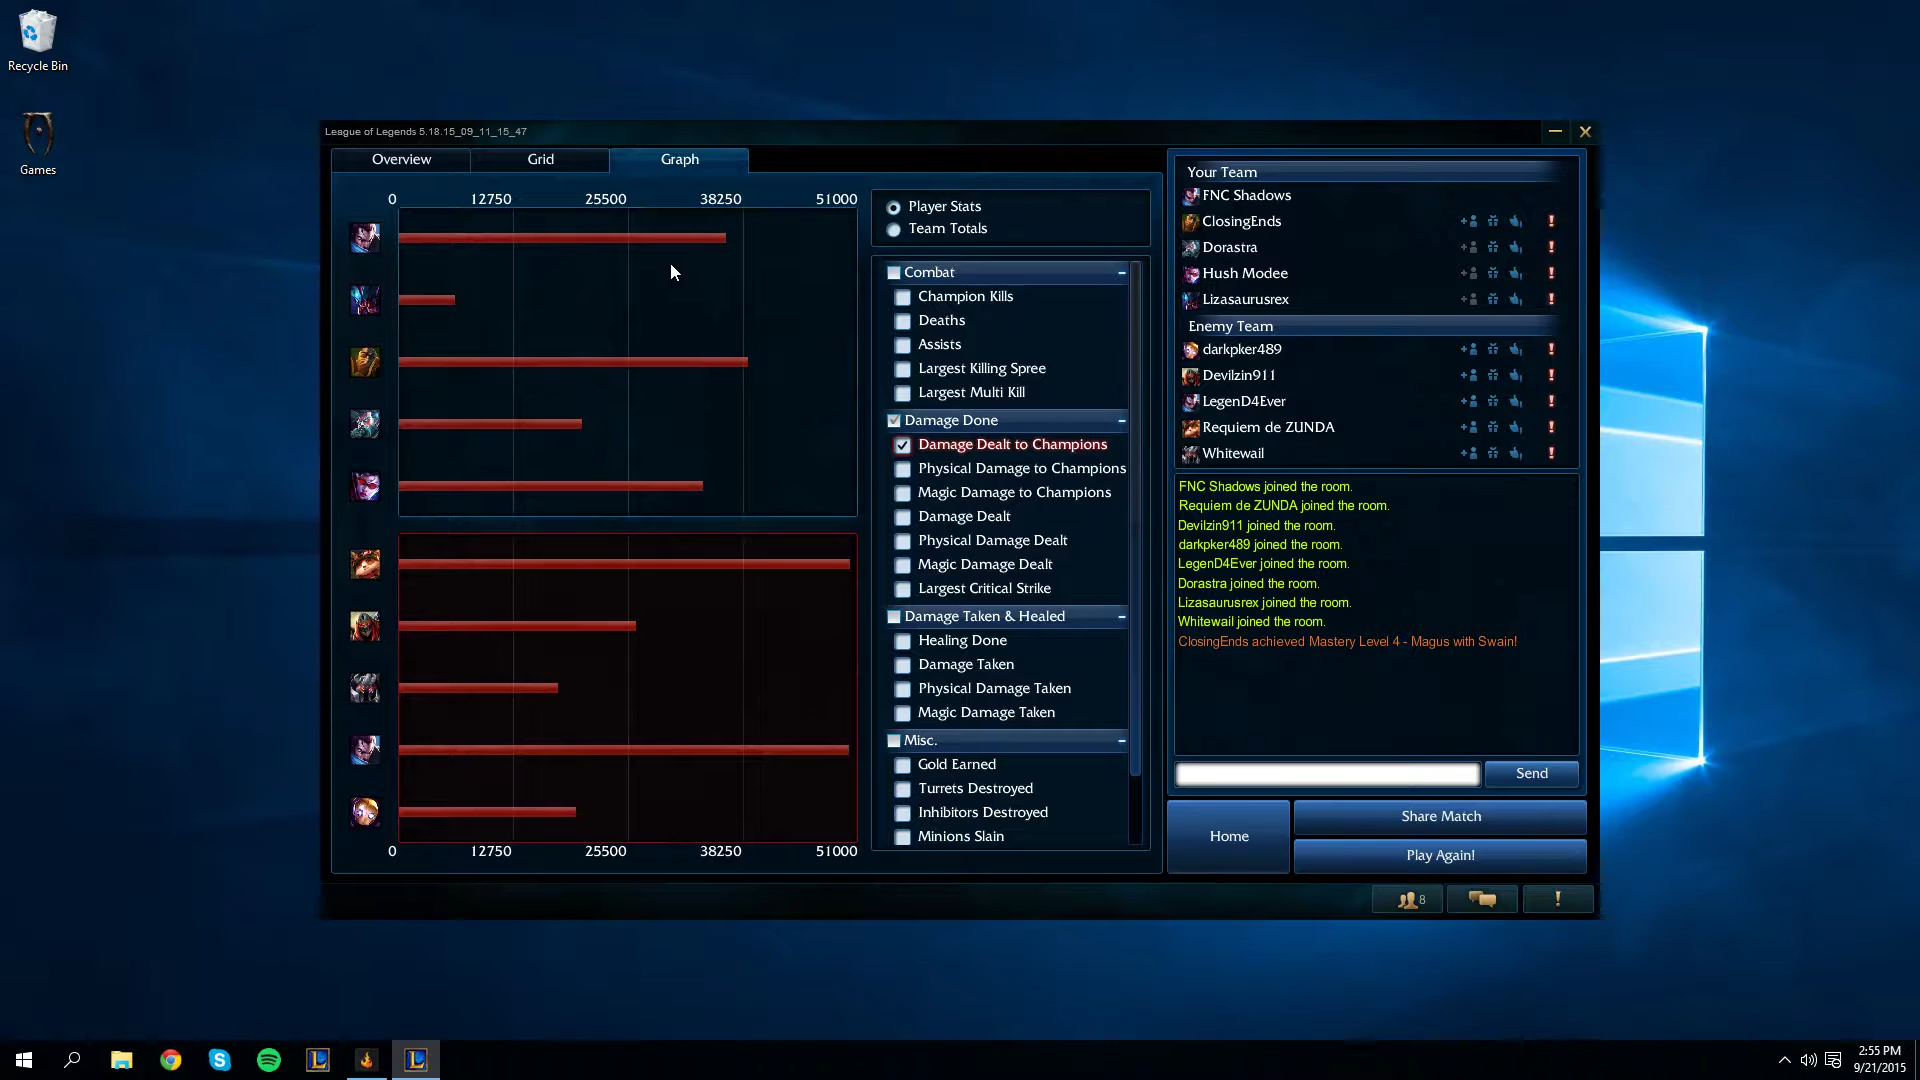 Recycle Bin
Games
League of Legends 5.18.15_09_11_15_47
Overview
Grid
Graph
0 12750 25500 38250 51000
0 12750 25500 38250 51000
Player Stats
Team Totals
Combat
Champion Kills
Deaths
Assists
Largest Killing Spree
Largest Multi Kill
Damage Done
Damage Dealt to Champions
Physical Damage to Champions
Magic Damage to Champions
Damage Dealt
Physical Damage Dealt
Magic Damage Dealt
Largest Critical Strike
Damage Taken & Healed
Healing Done
Damage Taken
Physical Damage Taken
Magic Damage Taken
Misc.
Gold Earned
Turrets Destroyed
Inhibitors Destroyed
Minions Slain
Your Team
FNC Shadows
ClosingEnds
Dorastra
Hush Modee
Lizasaurusrex
Enemy Team
darkpker489
Devilzin911
LegenD4Ever
Requiem de ZUNDA
Whitewail
FNC Shadows joined the room.
Requiem de ZUNDA joined the room.
Devilzin911 joined the room.
darkpker489 joined the room.
LegenD4Ever joined the room.
Dorastra joined the room.
Lizasaurusrex joined the room.
Whitewail joined the room.
ClosingEnds achieved Mastery Level 4 - Magus with Swain!
Send
Home
Share Match
Play Again!
8
2:55 PM
9/21/2015